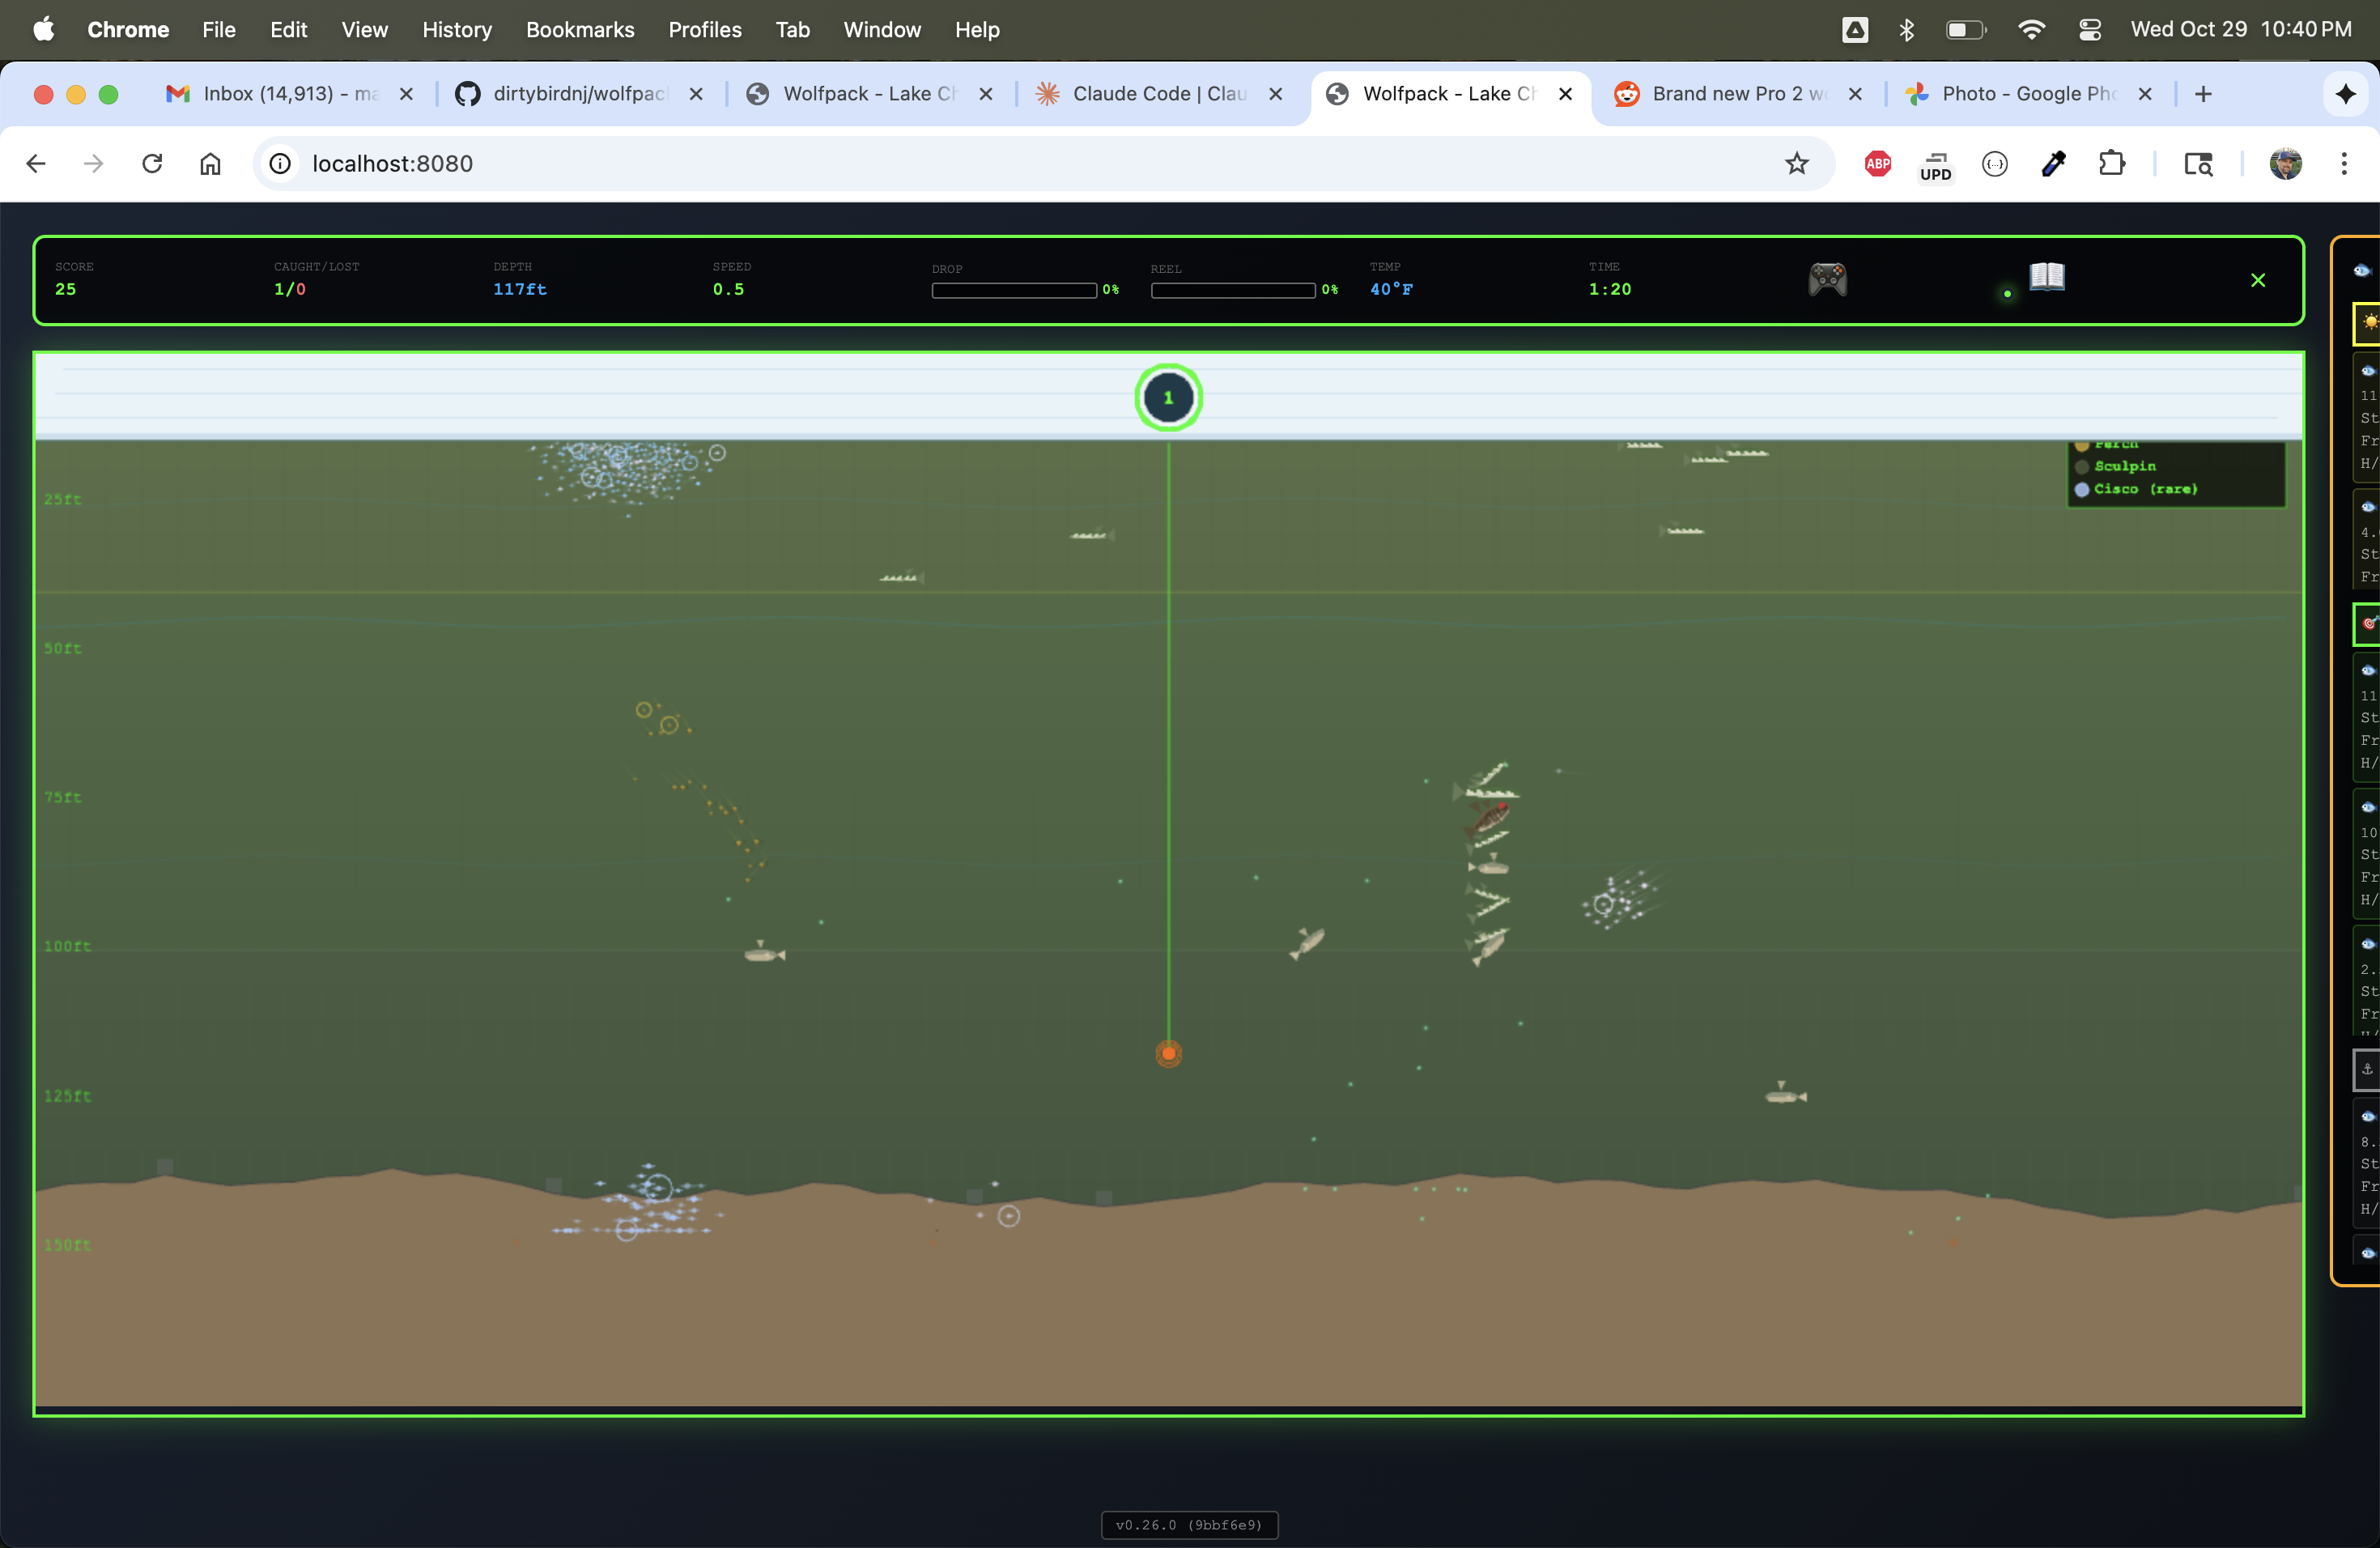 Chrome File Edit View History Bookmarks Profiles Tab Window Help Wed Oct 29 10:40 PM
Inbox (14,913) - ma dirtybirdnj/wolfpac Wolfpack - Lake Ch Claude Code | Clau Wolfpack - Lake Ch Brand new Pro 2 w Photo - Google Pho
localhost:8080 ABP UPD
SCORE CAUGHT/LOST DEPTH SPEED DROP REEL TEMP TIME
25 1/0 117ft 0.5 0% 0% 40°F 1:20
1
Perch
Sculpin
Cisco (rare)
25ft
50ft
75ft
100ft
125ft
150ft
11
St
Fr
H/
4.
St
Fr
11
St
Fr
H/
10
St
Fr
H/
2.
St
Fr
8.
St
Fr
H/
v0.26.0 (9bbf6e9)